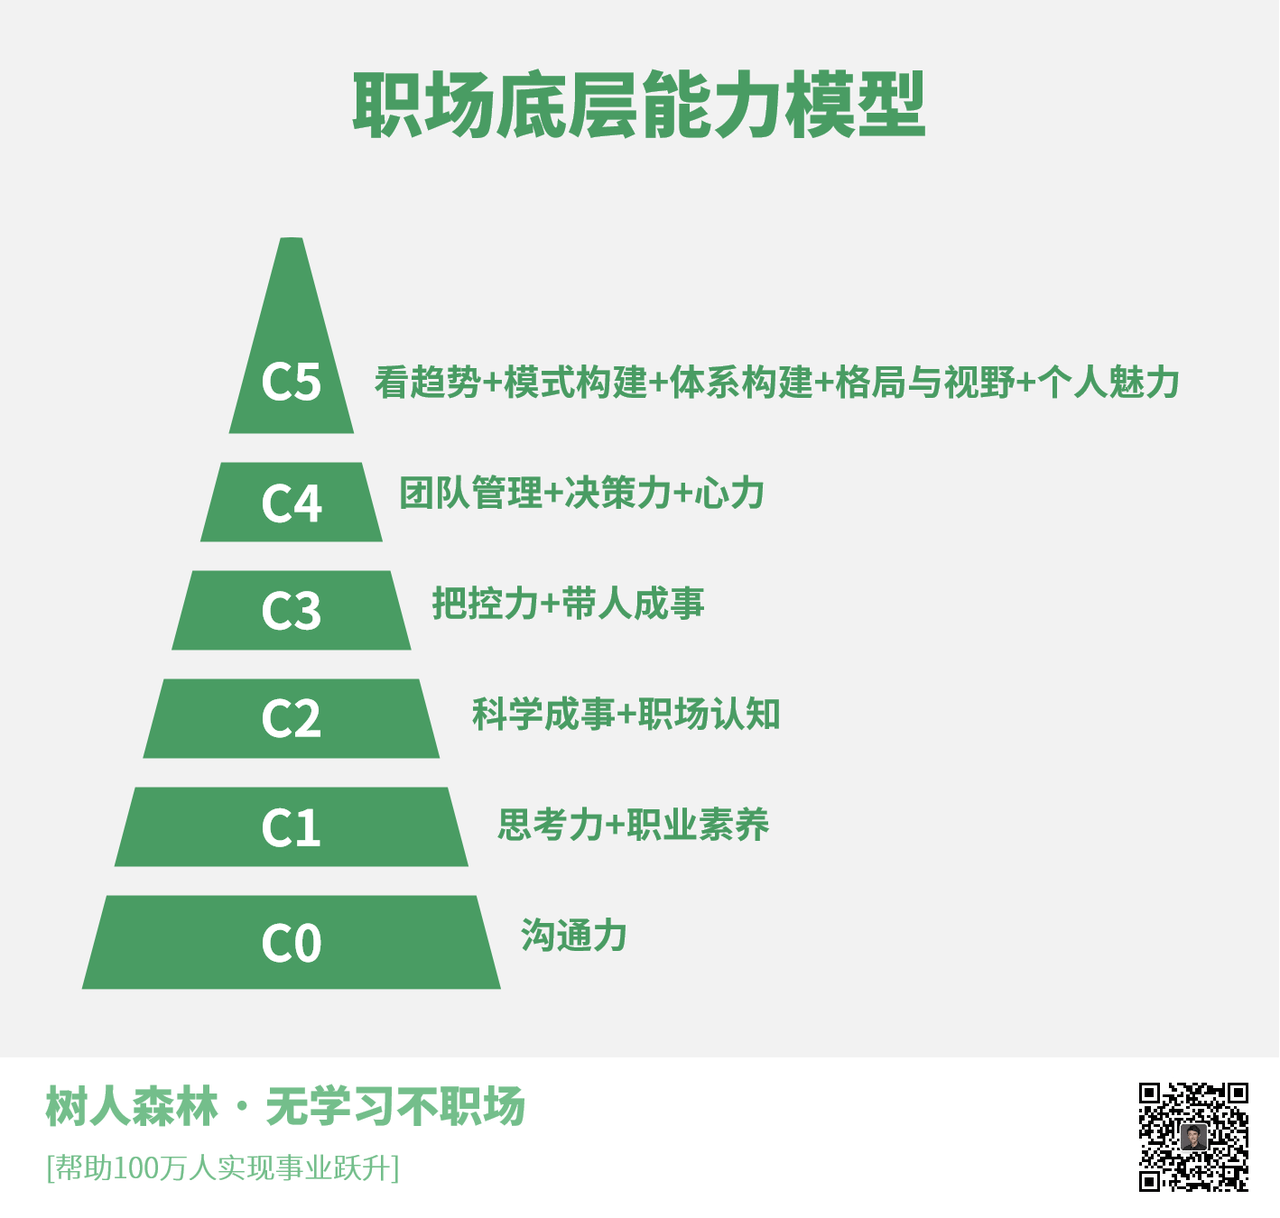 职场底层能力模型
C5 看趋势+模式构建+体系构建+格局与视野+个人魅力
C4 团队管理+决策力+心力
C3 把控力+带人成事
C2 科学成事+职场认知
C1 思考力+职业素养
C0 沟通力
树人森林·无学习不职场
[帮助100万人实现事业跃升]